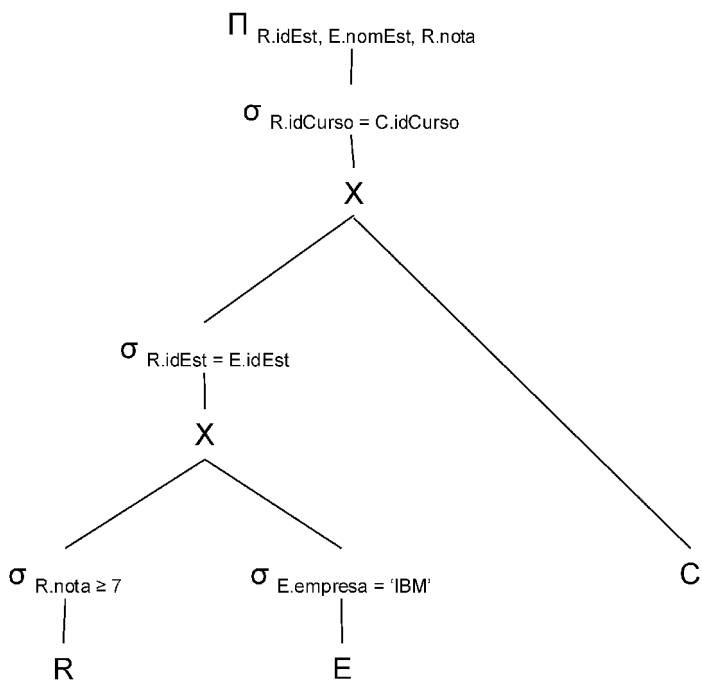 Π R.idEst, E.nomEst, R.nota
σ R.idCurso = C.idCurso
X
σ R.idEst = E.idEst
X
σ R.nota ≥ 7
σ E.empresa = ‘IBM’
C
R
E